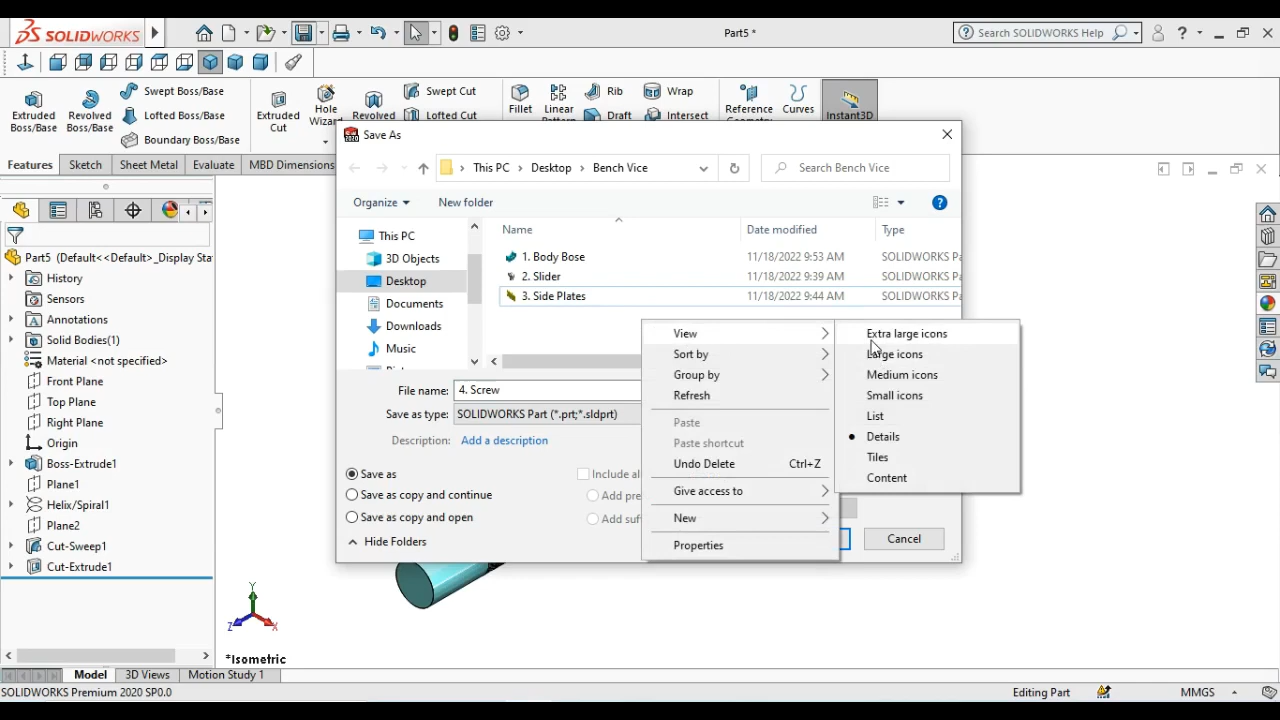 SOLIDWORKS
Part5 *
Search SOLIDWORKS Help
Extruded Boss/Base
Revolved Boss/Base
Swept Boss/Base
Lofted Boss/Base
Boundary Boss/Base
Extruded Cut
Hole Wizard
Revolved
Swept Cut
Lofted Cut
Fillet
Linear
Rib
Draft
Wrap
Intersect
Reference
Curves
Instant3D
Features
Sketch
Sheet Metal
Evaluate
MBD Dimensions
Save As
This PC > Desktop > Bench Vice
Search Bench Vice
Organize
New folder
This PC
3D Objects
Desktop
Documents
Downloads
Music
Name
Date modified
Type
1. Body Bose 11/18/2022 9:53 AM SOLIDWORKS Pa
2. Slider 11/18/2022 9:39 AM SOLIDWORKS Pa
3. Side Plates 11/18/2022 9:44 AM SOLIDWORKS Pa
File name: 4. Screw
Save as type: SOLIDWORKS Part (*.prt;*.sldprt)
Description: Add a description
Save as
Save as copy and continue
Save as copy and open
Include al
Add pre
Add suf
Hide Folders
Cancel
View
Sort by
Group by
Refresh
Paste
Paste shortcut
Undo Delete Ctrl+Z
Give access to
New
Properties
Extra large icons
Large icons
Medium icons
Small icons
List
Details
Tiles
Content
Part5 (Default<<Default>_Display Sta
History
Sensors
Annotations
Solid Bodies(1)
Material <not specified>
Front Plane
Top Plane
Right Plane
Origin
Boss-Extrude1
Plane1
Helix/Spiral1
Plane2
Cut-Sweep1
Cut-Extrude1
Y
Z
X
*Isometric
Model
3D Views
Motion Study 1
SOLIDWORKS Premium 2020 SP0.0
Editing Part
MMGS